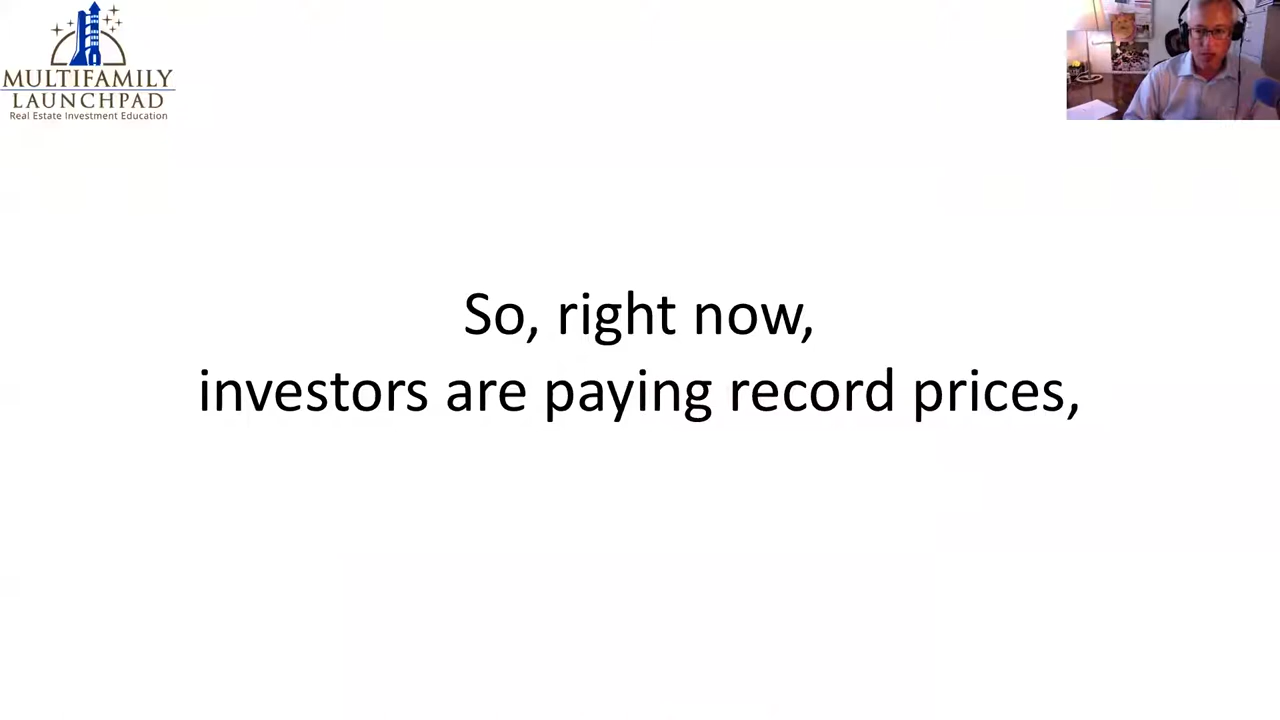 MULTIFAMILY
LAUNCHPAD
Real Estate Investment Education
So, right now,
investors are paying record prices,